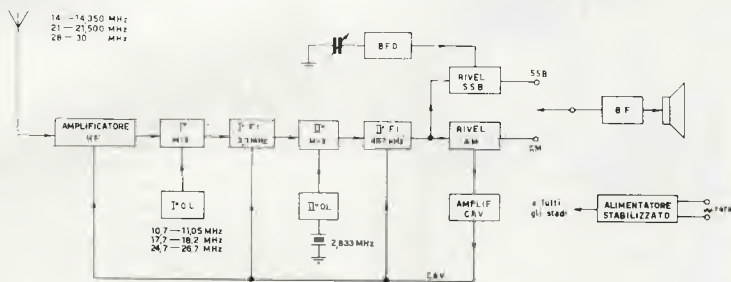 14 — 14,350 MHz
21 — 21,500 MHz
28 — 30 MHz
BFO
RIVEL
SSB
SSB
BF
AMPLIFICATORE
RF
I°
MIX
I° FI
3,3 MHz
II°
MIX
II° FI
467 MHz
RIVEL
AM
AM
I° OL
II° OL
AMPLIF
CAV
a tutti
gli stadi
ALIMENTATORE
STABILIZZATO
rete
10,7 — 11,05 MHz
17,7 — 18,2 MHz
24,7 — 26,7 MHz
2,833 MHz
CAV